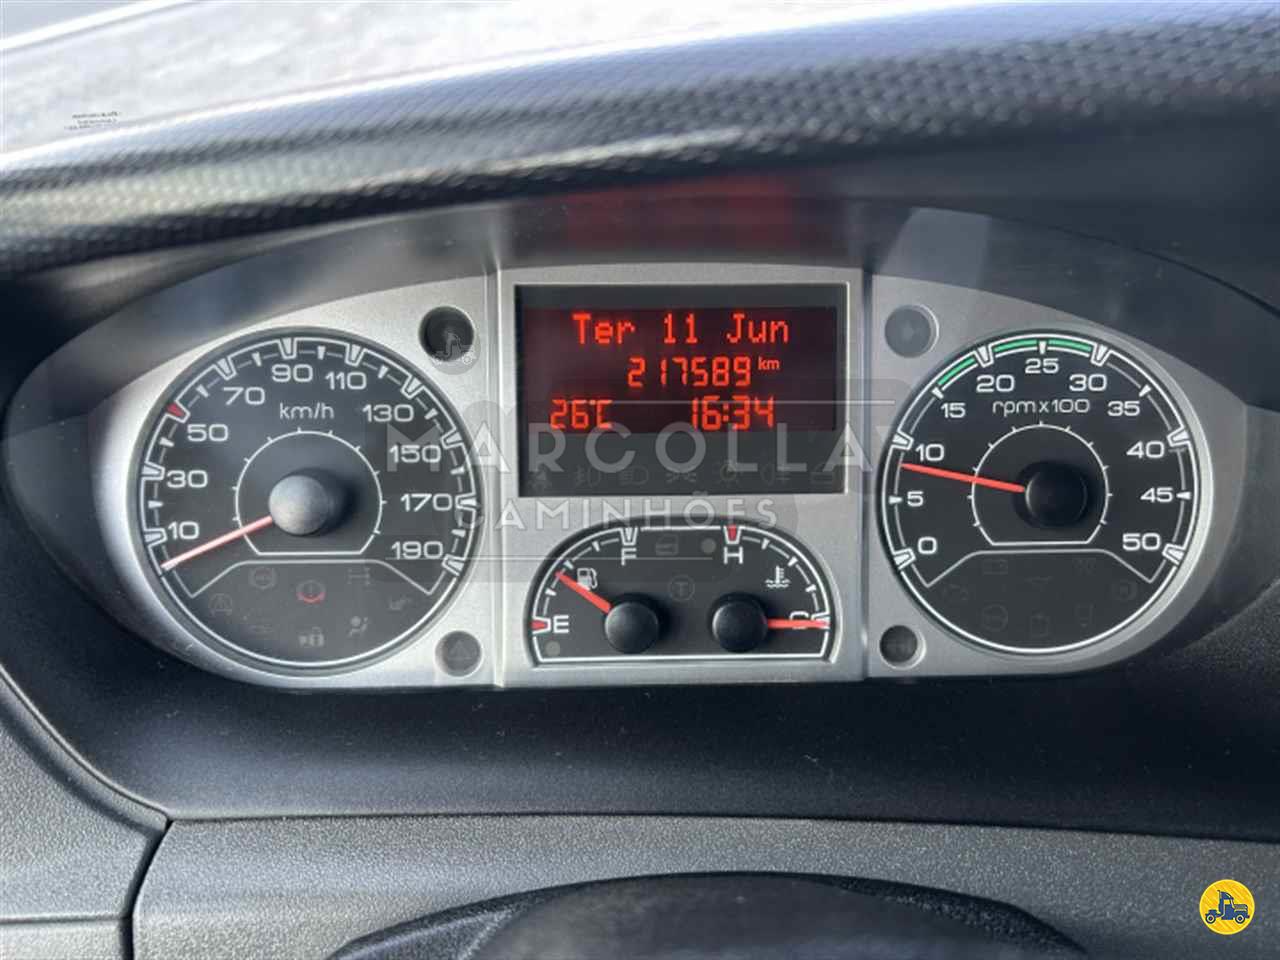 Ter 11 Jun
217589 km
26°C 16:34
MARCOLLA
CAMINHÕES
10 30 50 70 90 110 130 150 170 190
km/h
0 5 10 15 20 25 30 35 40 45 50
rpm x 100
E F
H C